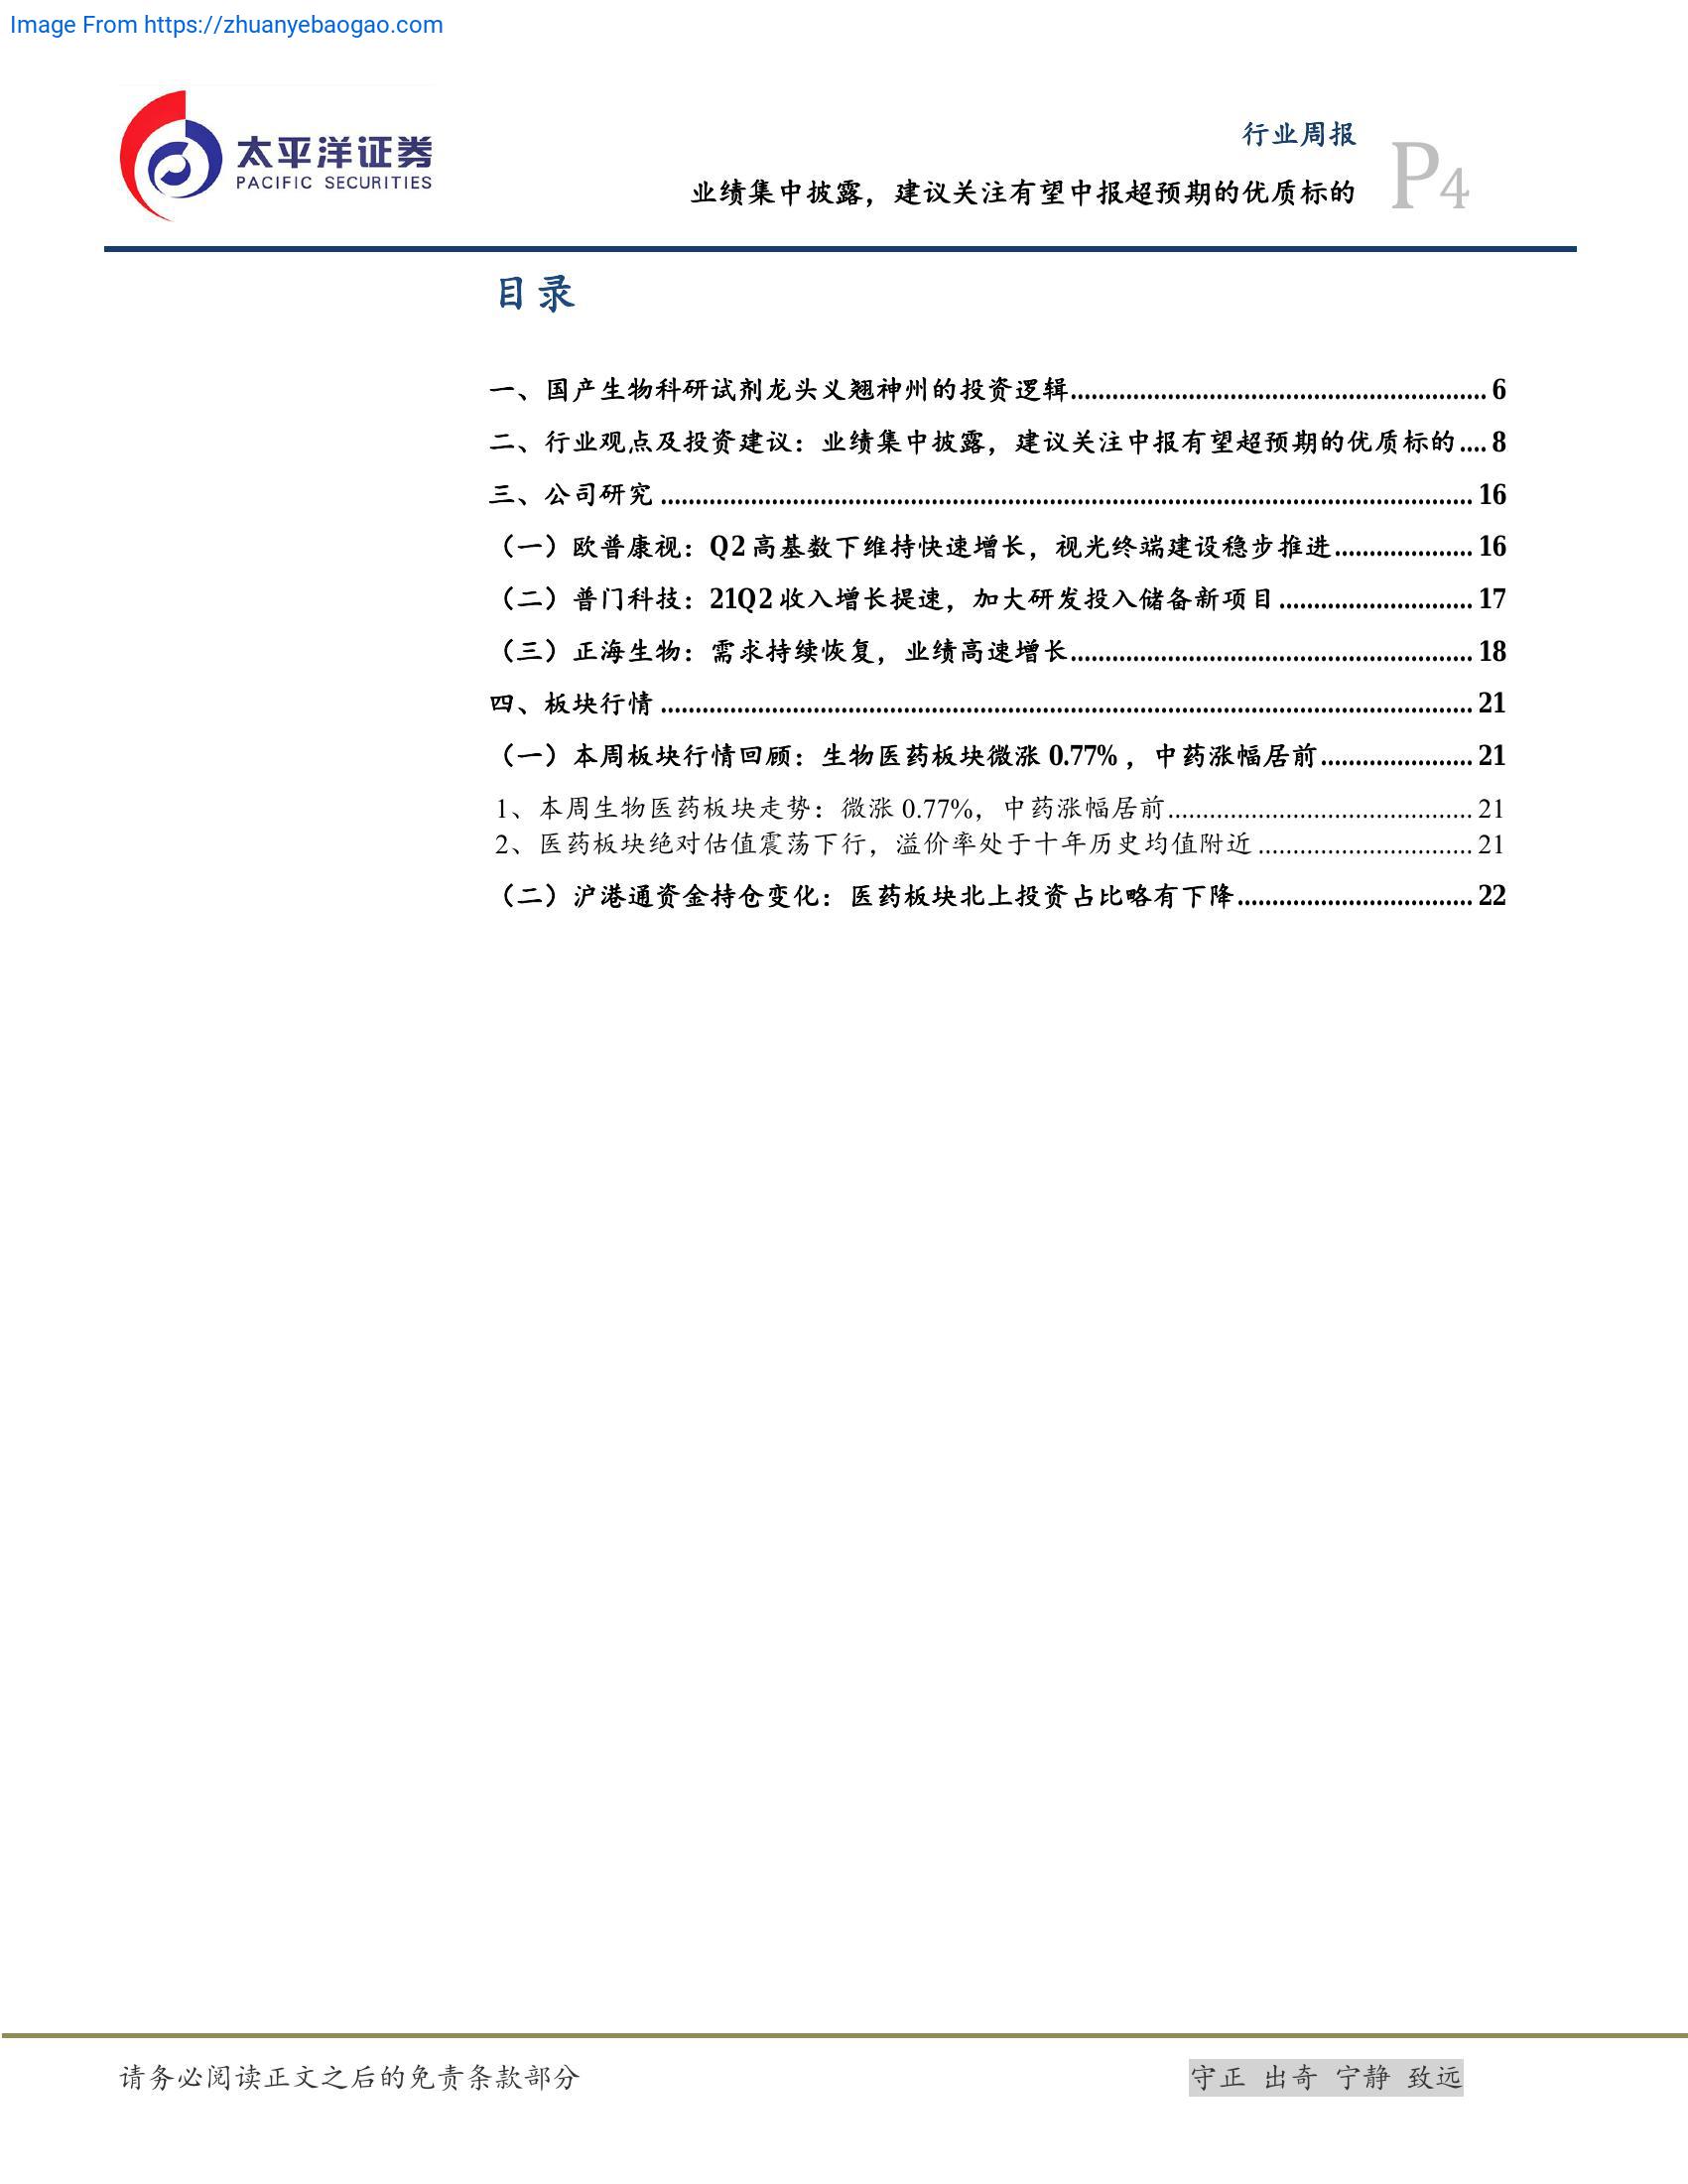 Image From https://zhuanyebaogao.com
太平洋证券
PACIFIC SECURITIES
行业周报
业绩集中披露，建议关注有望中报超预期的优质标的
P4
目录
一、国产生物科研试剂龙头义翘神州的投资逻辑............................................................ 6
二、行业观点及投资建议：业绩集中披露，建议关注中报有望超预期的优质标的.... 8
三、公司研究 ..................................................................................................................... 16
（一）欧普康视：Q2 高基数下维持快速增长，视光终端建设稳步推进.................... 16
（二）普门科技：21Q2 收入增长提速，加大研发投入储备新项目............................ 17
（三）正海生物：需求持续恢复，业绩高速增长.......................................................... 18
四、板块行情 ..................................................................................................................... 21
（一）本周板块行情回顾：生物医药板块微涨 0.77% ，中药涨幅居前...................... 21
1、本周生物医药板块走势：微涨 0.77%，中药涨幅居前............................................ 21
2、医药板块绝对估值震荡下行，溢价率处于十年历史均值附近 ............................... 21
（二）沪港通资金持仓变化：医药板块北上投资占比略有下降.................................. 22
请务必阅读正文之后的免责条款部分
守正 出奇 宁静 致远